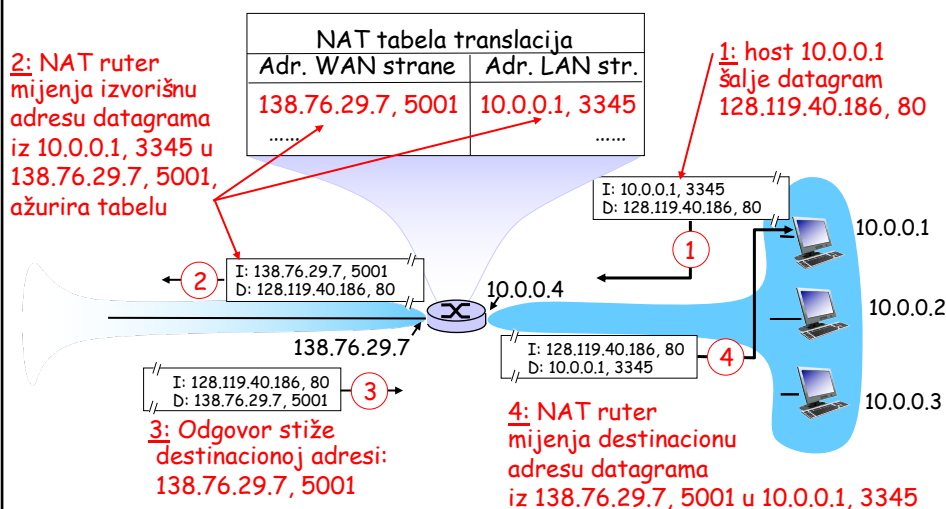 NAT tabela translacija
Adr. WAN strane Adr. LAN str.
138.76.29.7, 5001 10.0.0.1, 3345
...... ......
2: NAT ruter
mijenja izvorišnu
adresu datagrama
iz 10.0.0.1, 3345 u
138.76.29.7, 5001,
ažurira tabelu
1: host 10.0.0.1
šalje datagram
128.119.40.186, 80
I: 10.0.0.1, 3345
D: 128.119.40.186, 80
1
10.0.0.1
I: 138.76.29.7, 5001
D: 128.119.40.186, 80
2
10.0.0.4
10.0.0.2
138.76.29.7
I: 128.119.40.186, 80
D: 10.0.0.1, 3345
4
I: 128.119.40.186, 80
D: 138.76.29.7, 5001
3
10.0.0.3
3: Odgovor stiže
destinacionoj adresi:
138.76.29.7, 5001
4: NAT ruter
mijenja destinacionu
adresu datagrama
iz 138.76.29.7, 5001 u 10.0.0.1, 3345